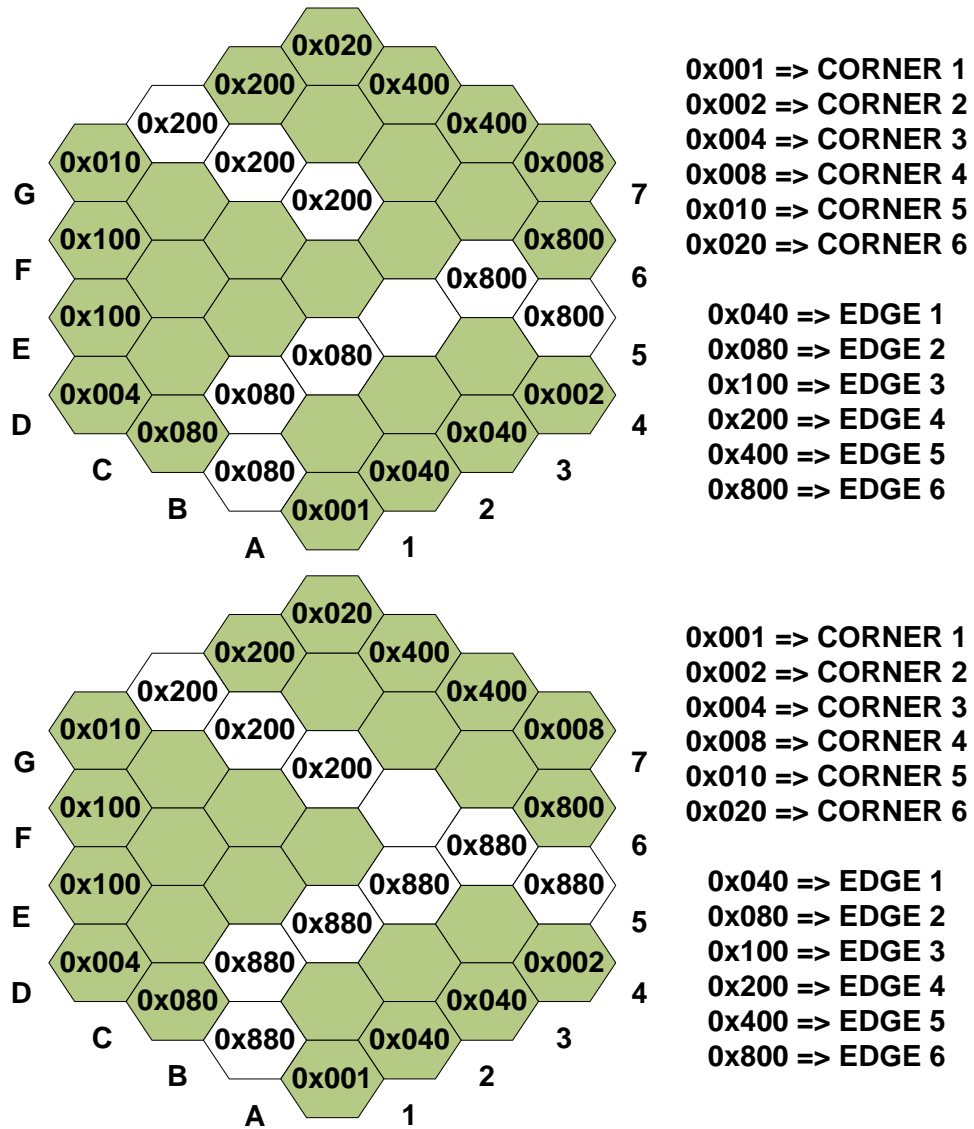 0x020
0x200 0x400
0x200 0x400
0x010 0x200 0x008
G 0x200 7
0x100 0x800
F 0x800 6
0x100 0x800
E 0x080 5
0x004 0x080 0x002
D 0x080 0x040 4
C 0x080 0x040 3
B 0x001 2
A 1
0x001 => CORNER 1
0x002 => CORNER 2
0x004 => CORNER 3
0x008 => CORNER 4
0x010 => CORNER 5
0x020 => CORNER 6
0x040 => EDGE 1
0x080 => EDGE 2
0x100 => EDGE 3
0x200 => EDGE 4
0x400 => EDGE 5
0x800 => EDGE 6
0x020
0x200 0x400
0x200 0x400
0x010 0x200 0x008
G 0x200 7
0x100 0x800
F 0x880 6
0x100 0x880 0x880
E 0x880 5
0x004 0x880 0x002
D 0x080 0x040 4
C 0x880 0x040 3
B 0x001 2
A 1
0x001 => CORNER 1
0x002 => CORNER 2
0x004 => CORNER 3
0x008 => CORNER 4
0x010 => CORNER 5
0x020 => CORNER 6
0x040 => EDGE 1
0x080 => EDGE 2
0x100 => EDGE 3
0x200 => EDGE 4
0x400 => EDGE 5
0x800 => EDGE 6